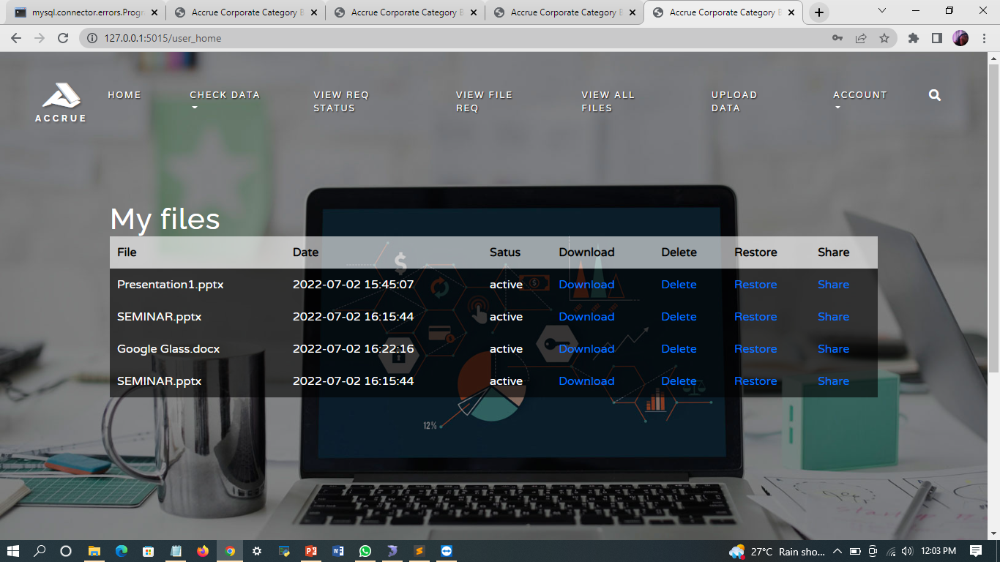 mysql.connector.errors.Progr
Accrue Corporate Category B
Accrue Corporate Category B
Accrue Corporate Category B
Accrue Corporate Category B
127.0.0.1:5015/user_home
ACCRUE
HOME
CHECK DATA
VIEW REQ
STATUS
VIEW FILE
REQ
VIEW ALL
FILES
UPLOAD
DATA
ACCOUNT
My files
File Date Satus Download Delete Restore Share
Presentation1.pptx 2022-07-02 15:45:07 active Download Delete Restore Share
SEMINAR.pptx 2022-07-02 16:15:44 active Download Delete Restore Share
Google Glass.docx 2022-07-02 16:22:16 active Download Delete Restore Share
SEMINAR.pptx 2022-07-02 16:15:44 active Download Delete Restore Share
12%
27°C Rain sho... 12:03 PM